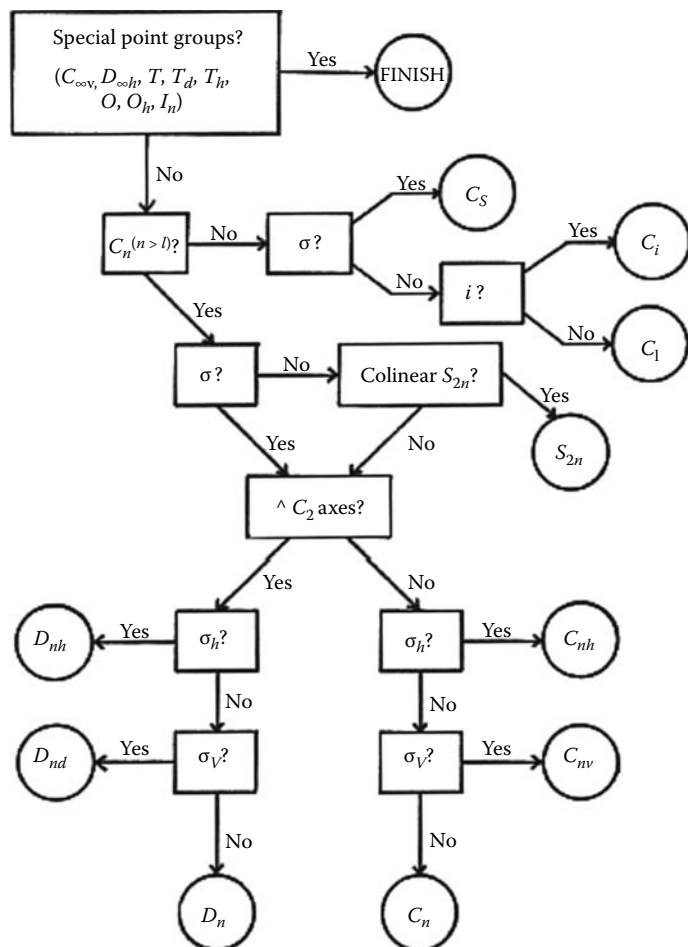 Special point groups?
(C∞v, D∞h, T, Td, Th,
O, Oh, In)
Yes
FINISH
No
Cn(n > l)?
No
σ?
Yes
CS
No
i?
Yes
Ci
No
Cl
Yes
σ?
No
Colinear S2n?
Yes
S2n
Yes
No
^ C2 axes?
Yes
No
σh?
Yes
Dnh
σh?
Yes
Cnh
No
No
σV?
Yes
Dnd
σV?
Yes
Cnv
No
No
Dn
Cn